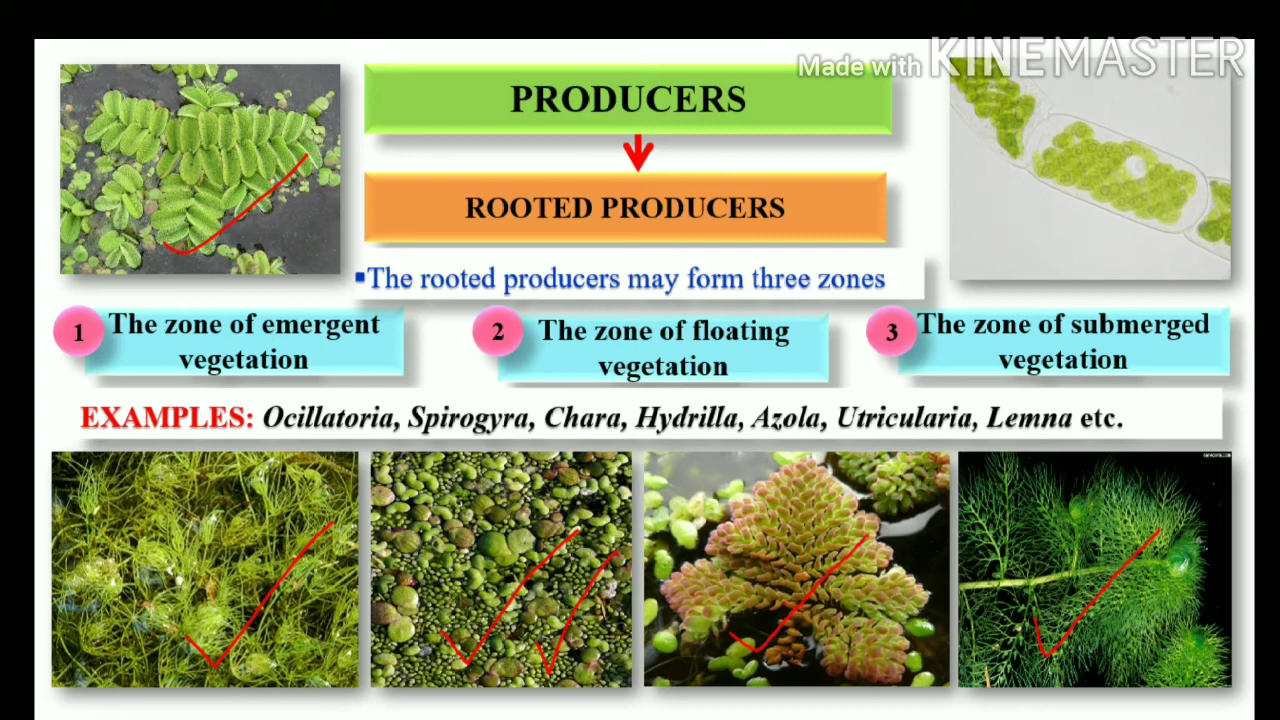 Made with KINEMASTER
PRODUCERS
ROOTED PRODUCERS
▪The rooted producers may form three zones
1 The zone of emergent
vegetation
2 The zone of floating
vegetation
3 The zone of submerged
vegetation
EXAMPLES: Ocillatoria, Spirogyra, Chara, Hydrilla, Azola, Utricularia, Lemna etc.